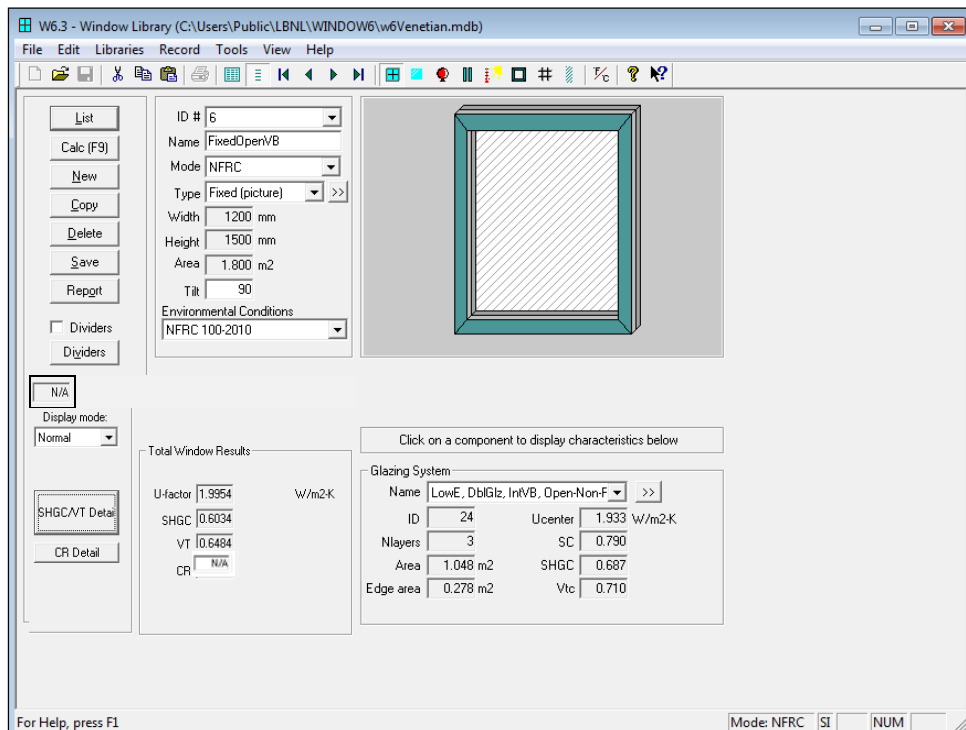 W6.3 - Window Library (C:\Users\Public\LBNL\WINDOW6\w6Venetian.mdb)
File Edit Libraries Record Tools View Help
List
Calc (F9)
New
Copy
Delete
Save
Report
Dividers
Dividers
N/A
Display mode:
Normal
SHGC/VT Detai
CR Detail
ID # 6
Name FixedOpenVB
Mode NFRC
Type Fixed (picture) >>
Width 1200 mm
Height 1500 mm
Area 1.800 m2
Tilt 90
Environmental Conditions
NFRC 100-2010
Total Window Results
U-factor 1.9954 W/m2-K
SHGC 0.6034
VT 0.6484
CR N/A
Click on a component to display characteristics below
Glazing System
Name LowE, DblGlz, IntVB, Open-Non-F >>
ID 24 Ucenter 1.933 W/m2-K
Nlayers 3 SC 0.790
Area 1.048 m2 SHGC 0.687
Edge area 0.278 m2 Vtc 0.710
For Help, press F1 Mode: NFRC SI NUM